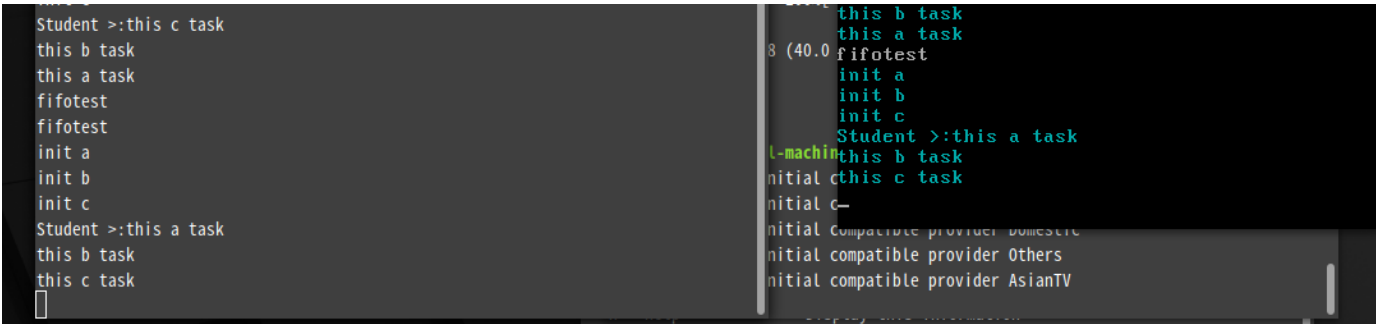 Student >:this c task
this b task
this a task
fifotest
fifotest
init a
init b
init c
Student >:this a task
this b task
this c task
8 (40.0
l-machin
nitial c
nitial c
nitial compatible provider Domestic
nitial compatible provider Others
nitial compatible provider AsianTV
this b task
this a task
fifotest
init a
init b
init c
Student >:this a task
this b task
this c task